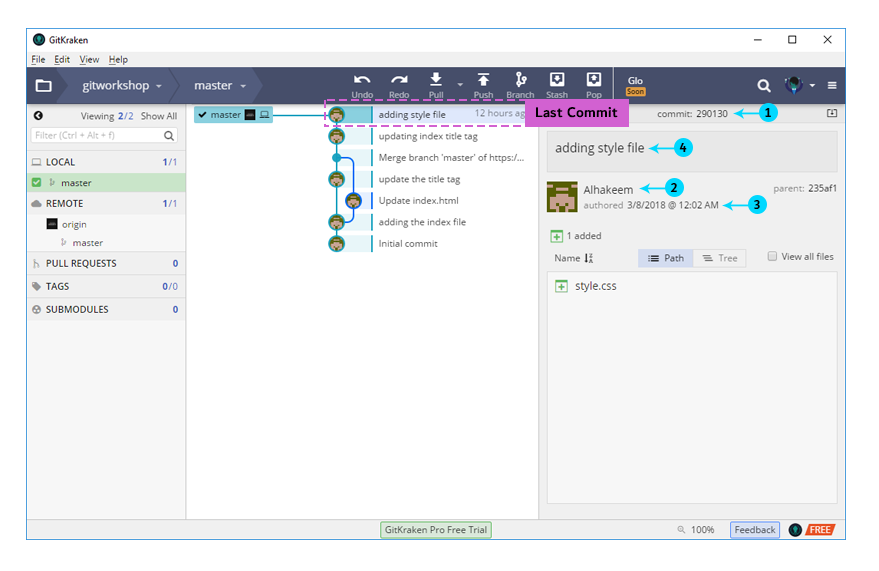 GitKraken
File Edit View Help
gitworkshop master Undo Redo Pull Push Branch Stash Pop Glo Soon
Viewing 2/2 Show All
Filter (Ctrl + Alt + f)
LOCAL 1/1
master
REMOTE 1/1
origin
master
PULL REQUESTS 0
TAGS 0/0
SUBMODULES 0
master
adding style file 12 hours ag
Last Commit
updating index title tag
Merge branch 'master' of https:/...
update the title tag
Update index.html
adding the index file
Initial commit
commit: 290130 1
adding style file 4
Alhakeem 2
parent: 235af1
authored 3/8/2018 @ 12:02 AM 3
1 added
Name Path Tree View all files
style.css
GitKraken Pro Free Trial 100% Feedback FREE